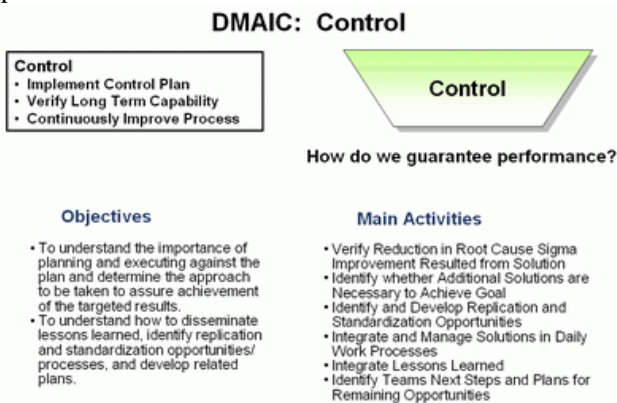 DMAIC: Control
Control
• Implement Control Plan
• Verify Long Term Capability
• Continuously Improve Process
Control
How do we guarantee performance?
Objectives
• To understand the importance of
planning and executing against the
plan and determine the approach
to be taken to assure achievement
of the targeted results.
• To understand how to disseminate
lessons learned, identify replication
and standardization opportunities/
processes, and develop related
plans.
Main Activities
• Verify Reduction in Root Cause Sigma
Improvement Resulted from Solution
• Identify whether Additional Solutions are
Necessary to Achieve Goal
• Identify and Develop Replication and
Standardization Opportunities
• Integrate and Manage Solutions in Daily
Work Processes
• Integrate Lessons Learned
• Identify Teams Next Steps and Plans for
Remaining Opportunities